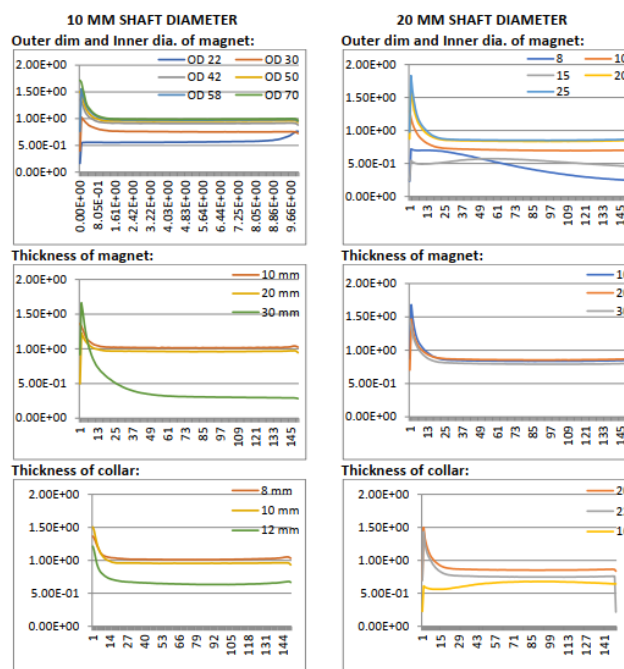 10 MM SHAFT DIAMETER
Outer dim and Inner dia. of magnet:
OD 22 OD 30
OD 42 OD 50
OD 58 OD 70
2.00E+00
1.50E+00
1.00E+00
5.00E-01
0.00E+00
0.00E+00 8.05E-01 1.61E+00 2.42E+00 3.22E+00 4.03E+00 4.83E+00 5.64E+00 6.44E+00 7.25E+00 8.05E+00 8.86E+00 9.66E+00
Thickness of magnet:
10 mm
20 mm
30 mm
2.00E+00
1.50E+00
1.00E+00
5.00E-01
0.00E+00
1 13 25 37 49 61 73 85 97 109 121 133 145
Thickness of collar:
8 mm
10 mm
12 mm
2.00E+00
1.50E+00
1.00E+00
5.00E-01
0.00E+00
1 14 27 40 53 66 79 92 105 118 131 144
20 MM SHAFT DIAMETER
Outer dim and Inner dia. of magnet:
8 10
15 20
25
2.00E+00
1.50E+00
1.00E+00
5.00E-01
0.00E+00
1 13 25 37 49 61 73 85 97 109 121 133 145
Thickness of magnet:
10
20
30
2.00E+00
1.50E+00
1.00E+00
5.00E-01
0.00E+00
1 13 25 37 49 61 73 85 97 109 121 133 145
Thickness of collar:
20
10
2.00E+00
1.50E+00
1.00E+00
5.00E-01
0.00E+00
1 15 29 43 57 71 85 99 113 127 141